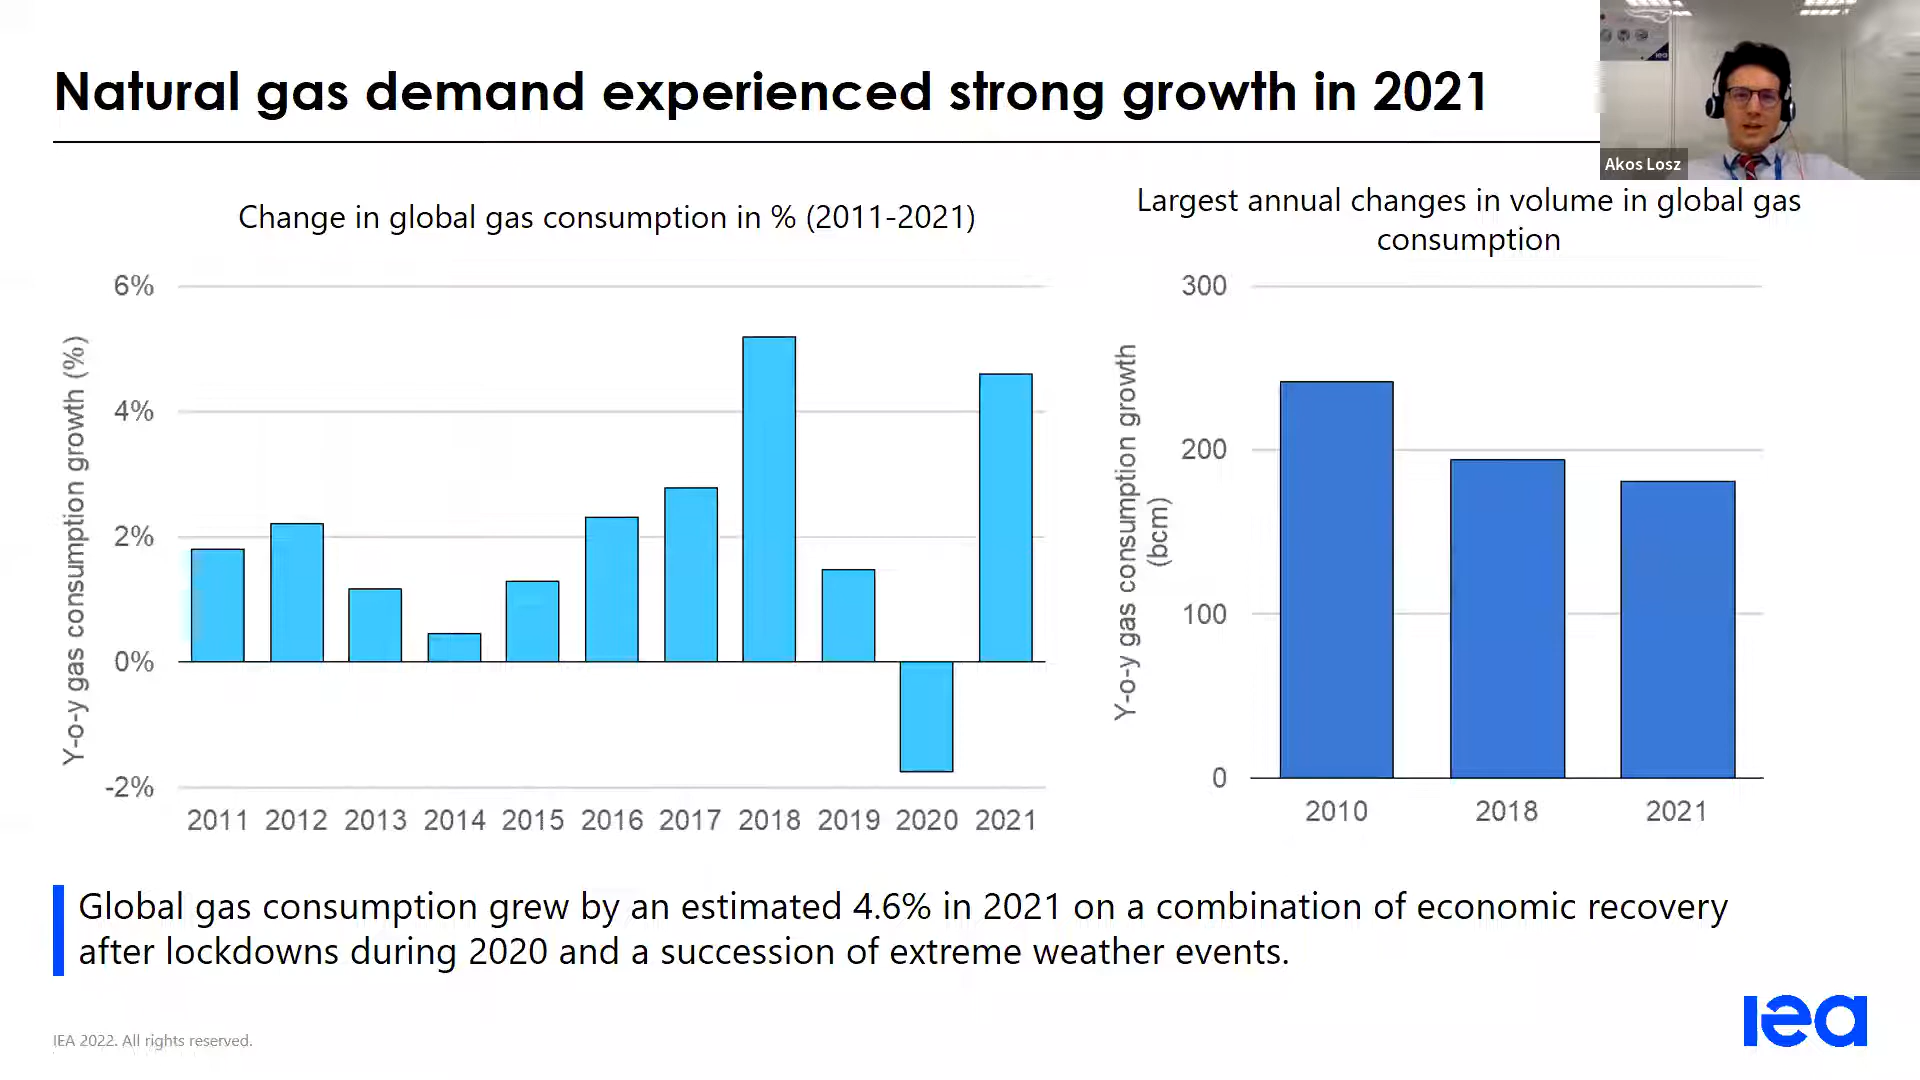 Natural gas demand experienced strong growth in 2021
iea
Akos Losz
Change in global gas consumption in % (2011-2021)
Y-o-y gas consumption growth (%)
6%
4%
2%
0%
-2%
2011 2012 2013 2014 2015 2016 2017 2018 2019 2020 2021
Largest annual changes in volume in global gas
consumption
Y-o-y gas consumption growth
(bcm)
300
200
100
0
2010 2018 2021
Global gas consumption grew by an estimated 4.6% in 2021 on a combination of economic recovery
after lockdowns during 2020 and a succession of extreme weather events.
IEA 2022. All rights reserved.
iea